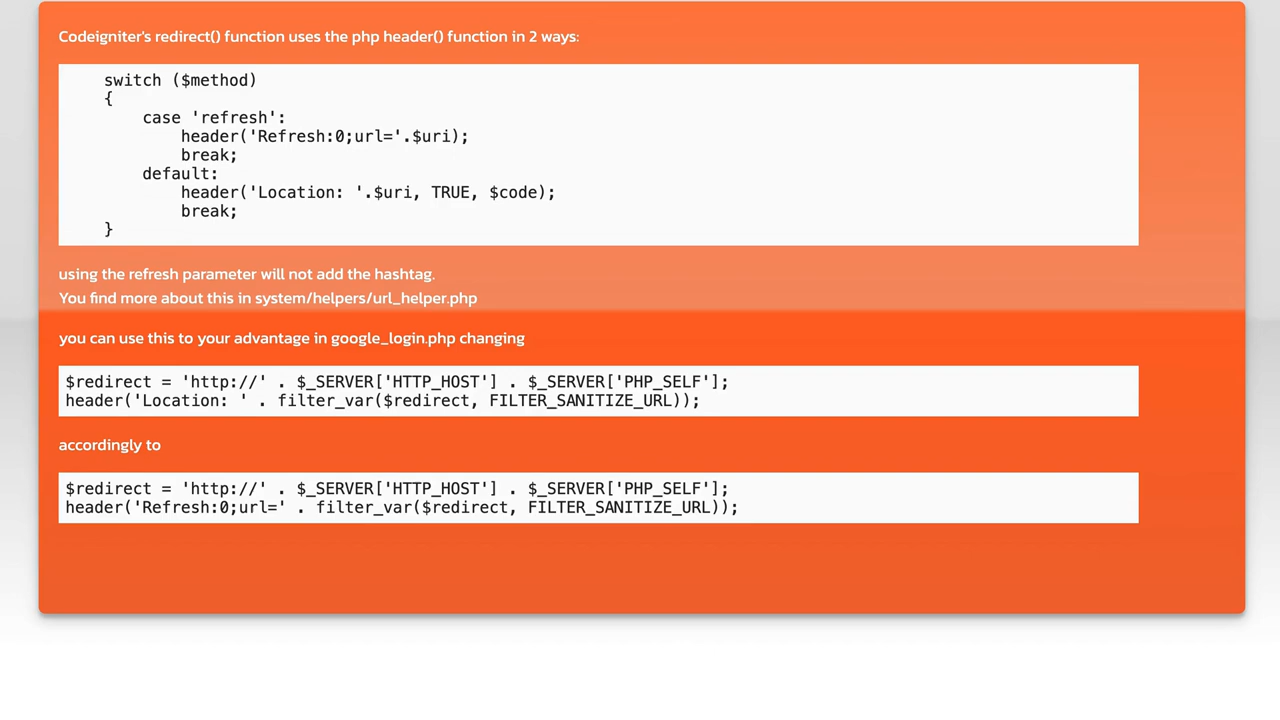 Codeigniter's redirect() function uses the php header() function in 2 ways:
    switch ($method)
    {
        case 'refresh':
            header('Refresh:0;url='.$uri);
            break;
        default:
            header('Location: '.$uri, TRUE, $code);
            break;
    }
using the refresh parameter will not add the hashtag.
You find more about this in system/helpers/url_helper.php
you can use this to your advantage in google_login.php changing
$redirect = 'http://' . $_SERVER['HTTP_HOST'] . $_SERVER['PHP_SELF'];
header('Location: ' . filter_var($redirect, FILTER_SANITIZE_URL));
accordingly to
$redirect = 'http://' . $_SERVER['HTTP_HOST'] . $_SERVER['PHP_SELF'];
header('Refresh:0;url=' . filter_var($redirect, FILTER_SANITIZE_URL));